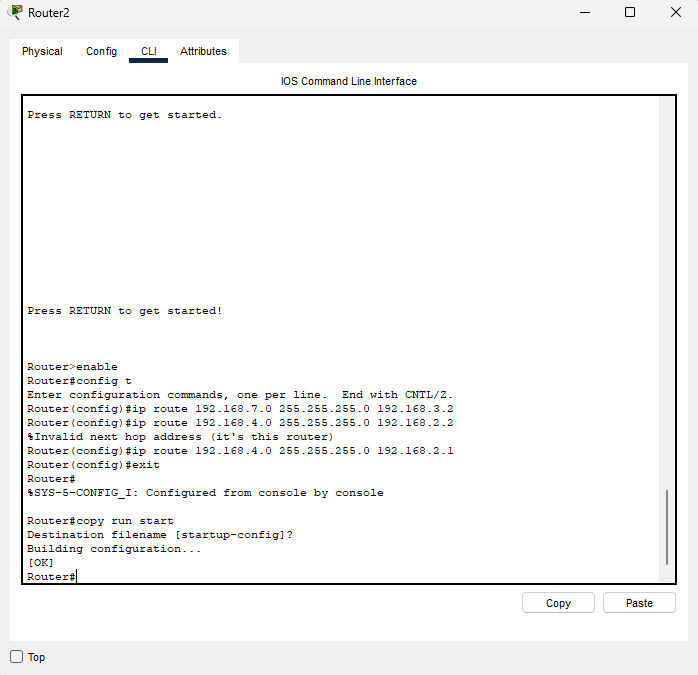 Router2
Physical Config CLI Attributes
IOS Command Line Interface
Press RETURN to get started.
Press RETURN to get started!
Router>enable
Router#config t
Enter configuration commands, one per line.  End with CNTL/Z.
Router(config)#ip route 192.168.7.0 255.255.255.0 192.168.3.2
Router(config)#ip route 192.168.4.0 255.255.255.0 192.168.2.2
%Invalid next hop address (it's this router)
Router(config)#ip route 192.168.4.0 255.255.255.0 192.168.2.1
Router(config)#exit
Router#
%SYS-5-CONFIG_I: Configured from console by console
Router#copy run start
Destination filename [startup-config]?
Building configuration...
[OK]
Router#
Copy Paste
Top